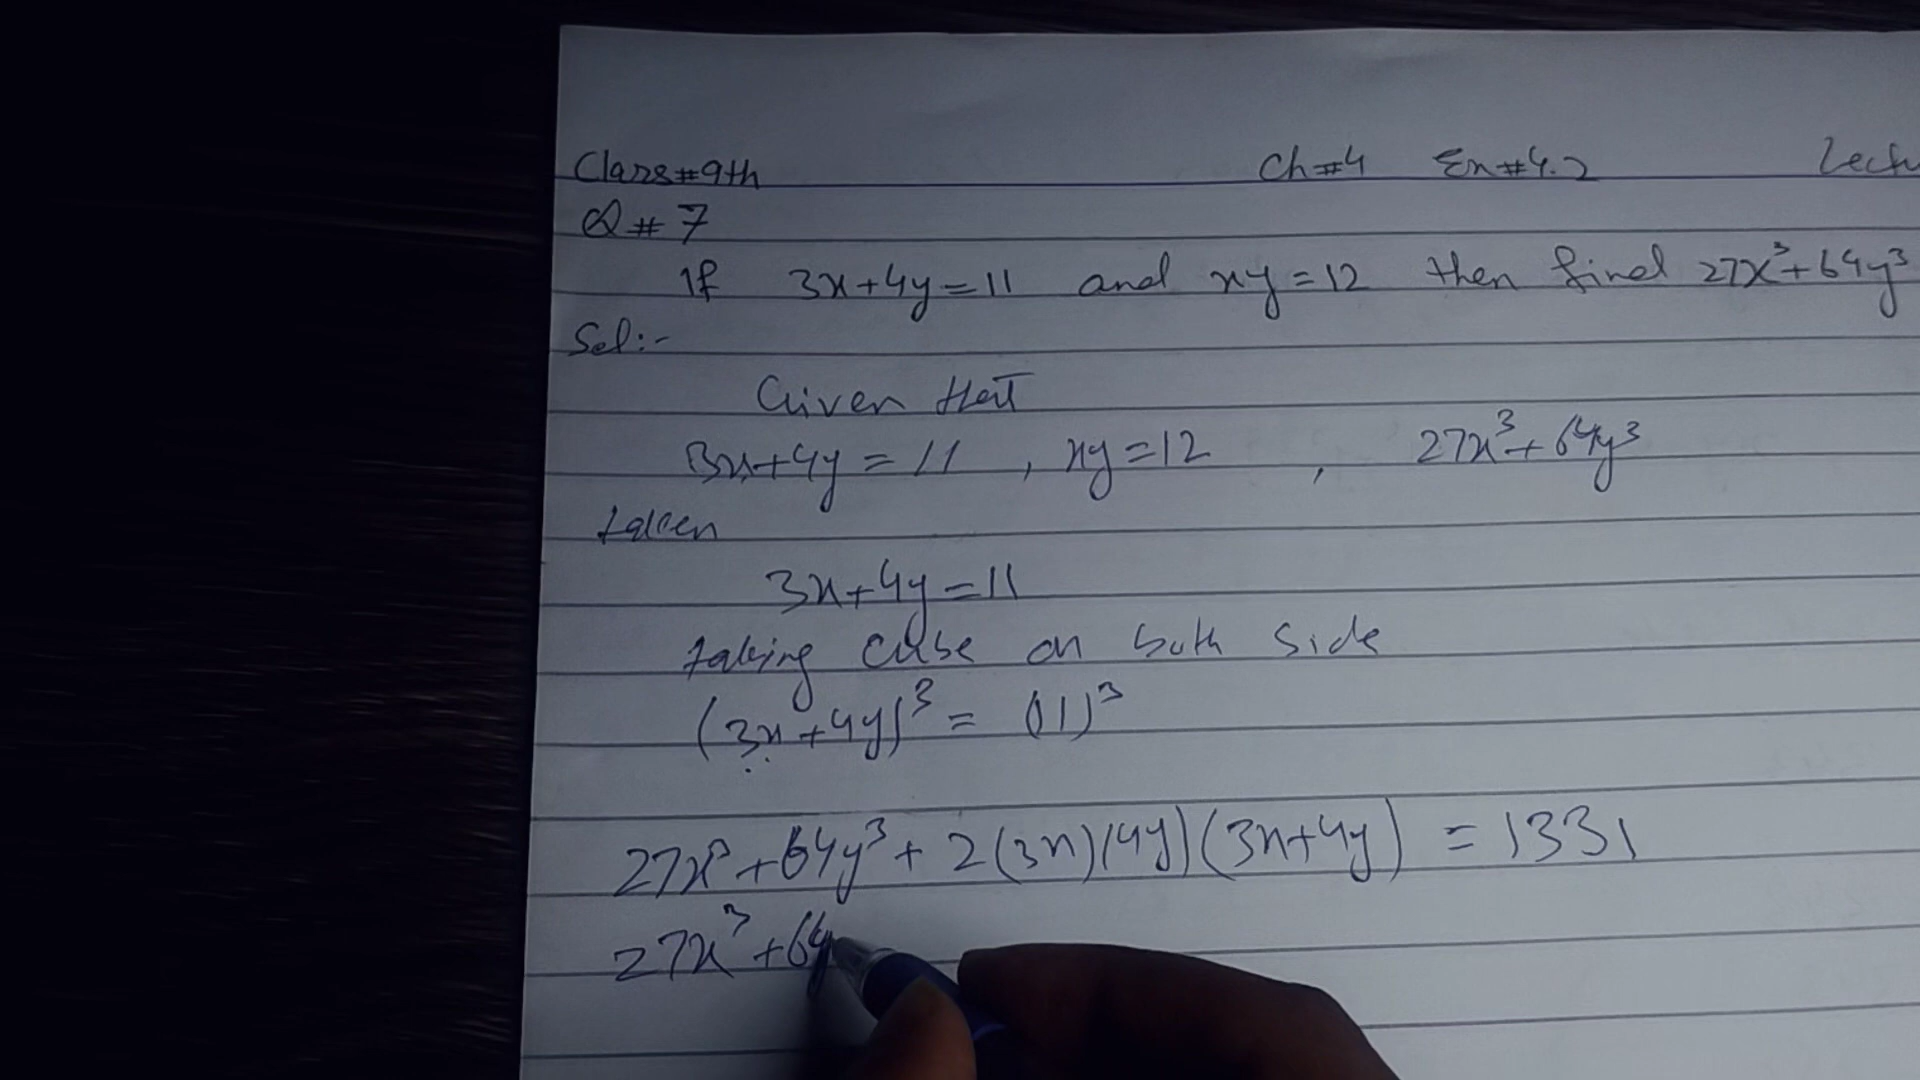 Class#9th Ch#4 Ex#4.2 Lectu
Q#7
If 3x+4y=11 and xy=12 then find 27x³+64y³
Sol:-
Given that
3x+4y=11 , xy=12 , 27x³+64y³
taken
3x+4y=11
taking cube on both side
(3x+4y)³ = (11)³
27x³+64y³+2(3x)(4y)(3x+4y) = 1331
27x³+64y